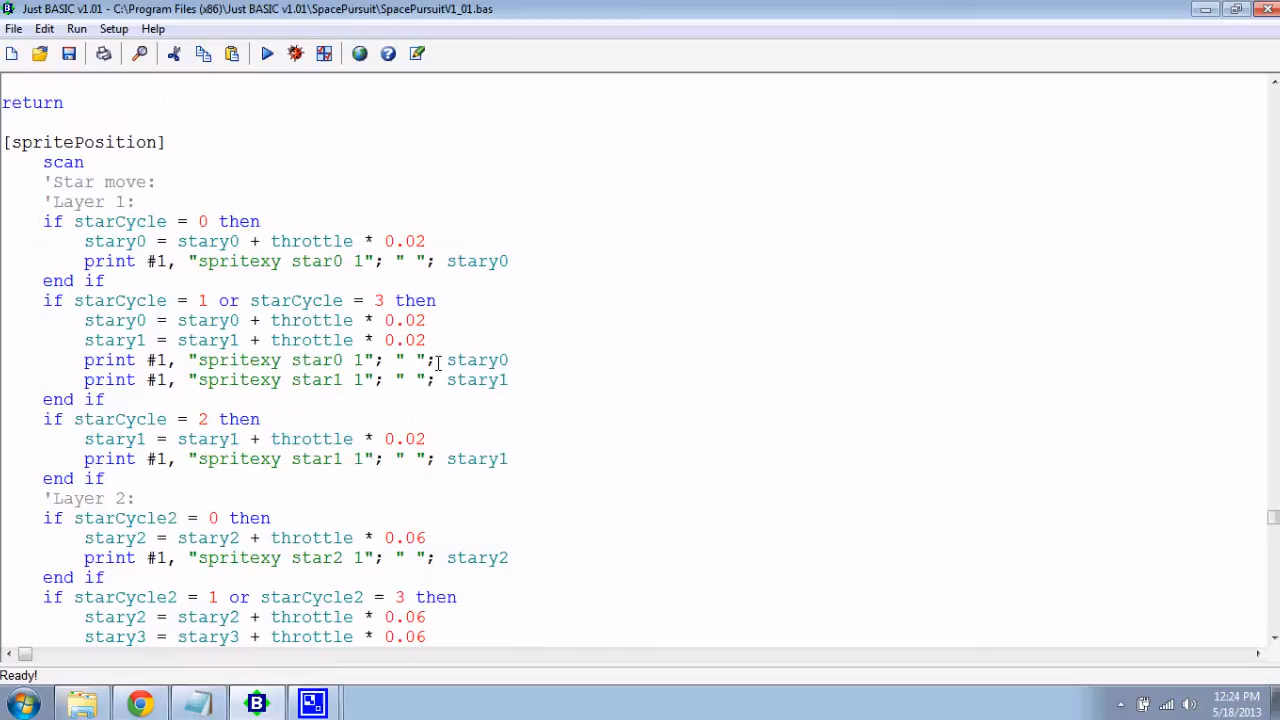 Just BASIC v1.01 - C:\Program Files (x86)\Just BASIC v1.01\SpacePursuit\SpacePursuitV1_01.bas
File Edit Run Setup Help
return
[spritePosition]
scan
'Star move:
'Layer 1:
if starCycle = 0 then
stary0 = stary0 + throttle * 0.02
print #1, "spritexy star0 1"; " "; stary0
end if
if starCycle = 1 or starCycle = 3 then
stary0 = stary0 + throttle * 0.02
stary1 = stary1 + throttle * 0.02
print #1, "spritexy star0 1"; " "; stary0
print #1, "spritexy star1 1"; " "; stary1
end if
if starCycle = 2 then
stary1 = stary1 + throttle * 0.02
print #1, "spritexy star1 1"; " "; stary1
end if
'Layer 2:
if starCycle2 = 0 then
stary2 = stary2 + throttle * 0.06
print #1, "spritexy star2 1"; " "; stary2
end if
if starCycle2 = 1 or starCycle2 = 3 then
stary2 = stary2 + throttle * 0.06
stary3 = stary3 + throttle * 0.06
Ready!
12:24 PM
5/18/2013